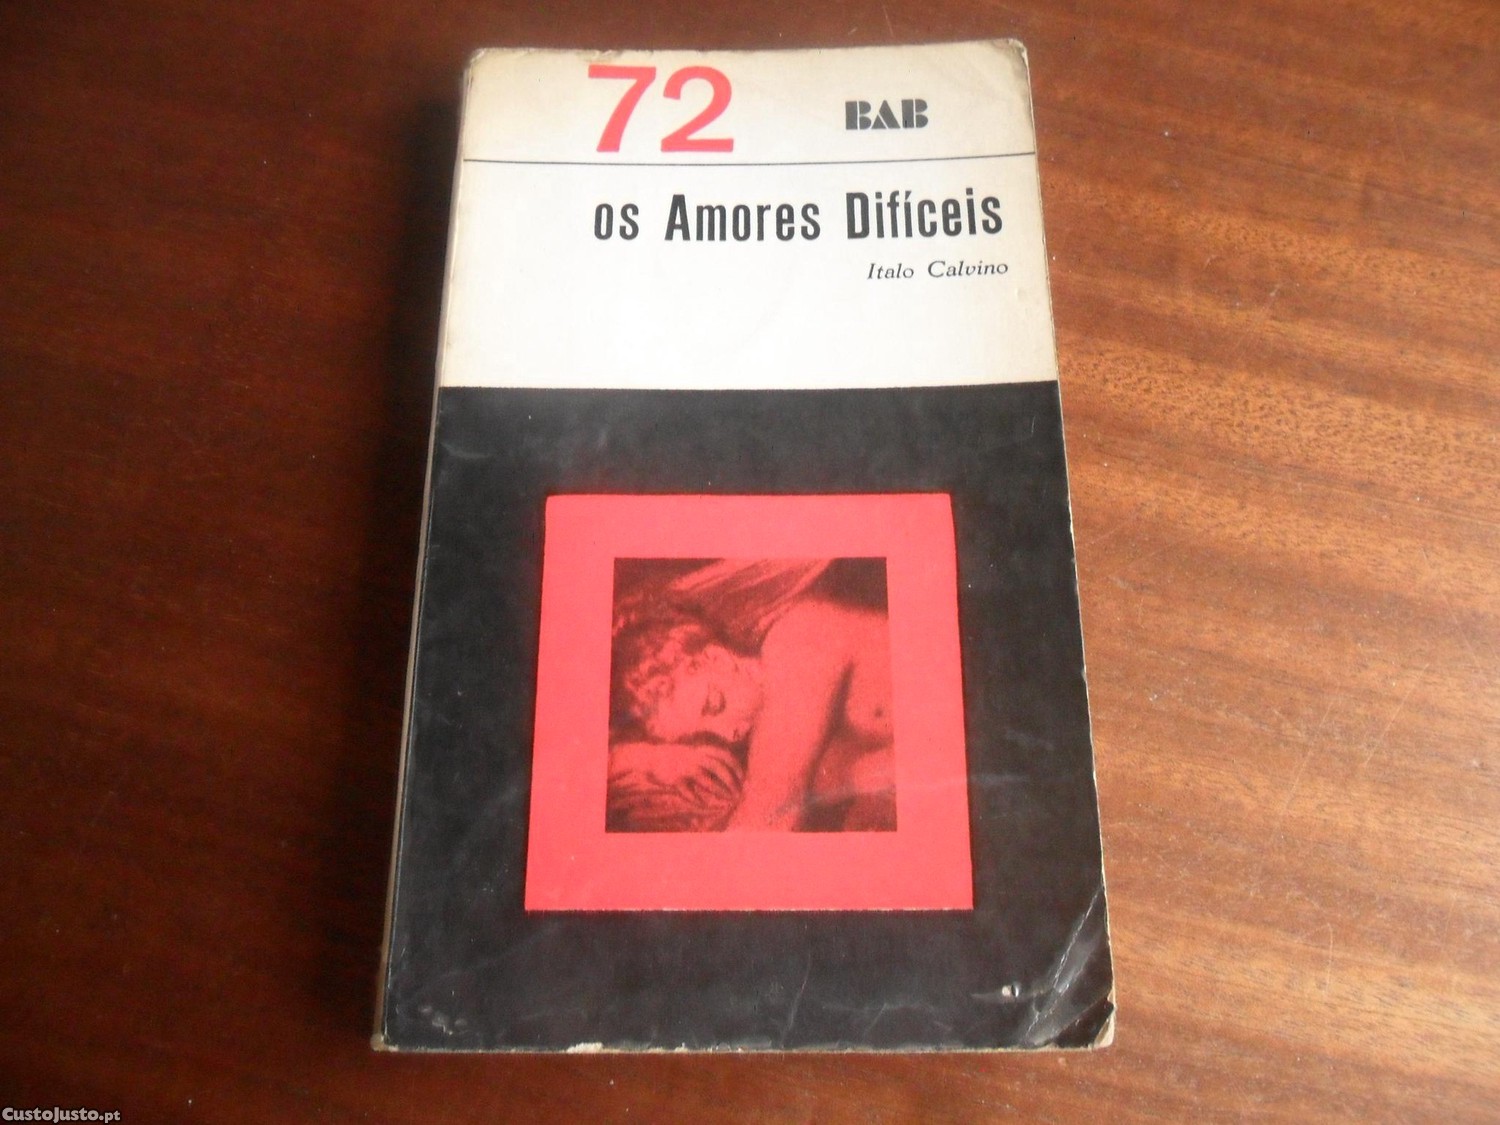 72
BAB
os Amores Difíceis
Italo Calvino
CustoJusto.pt